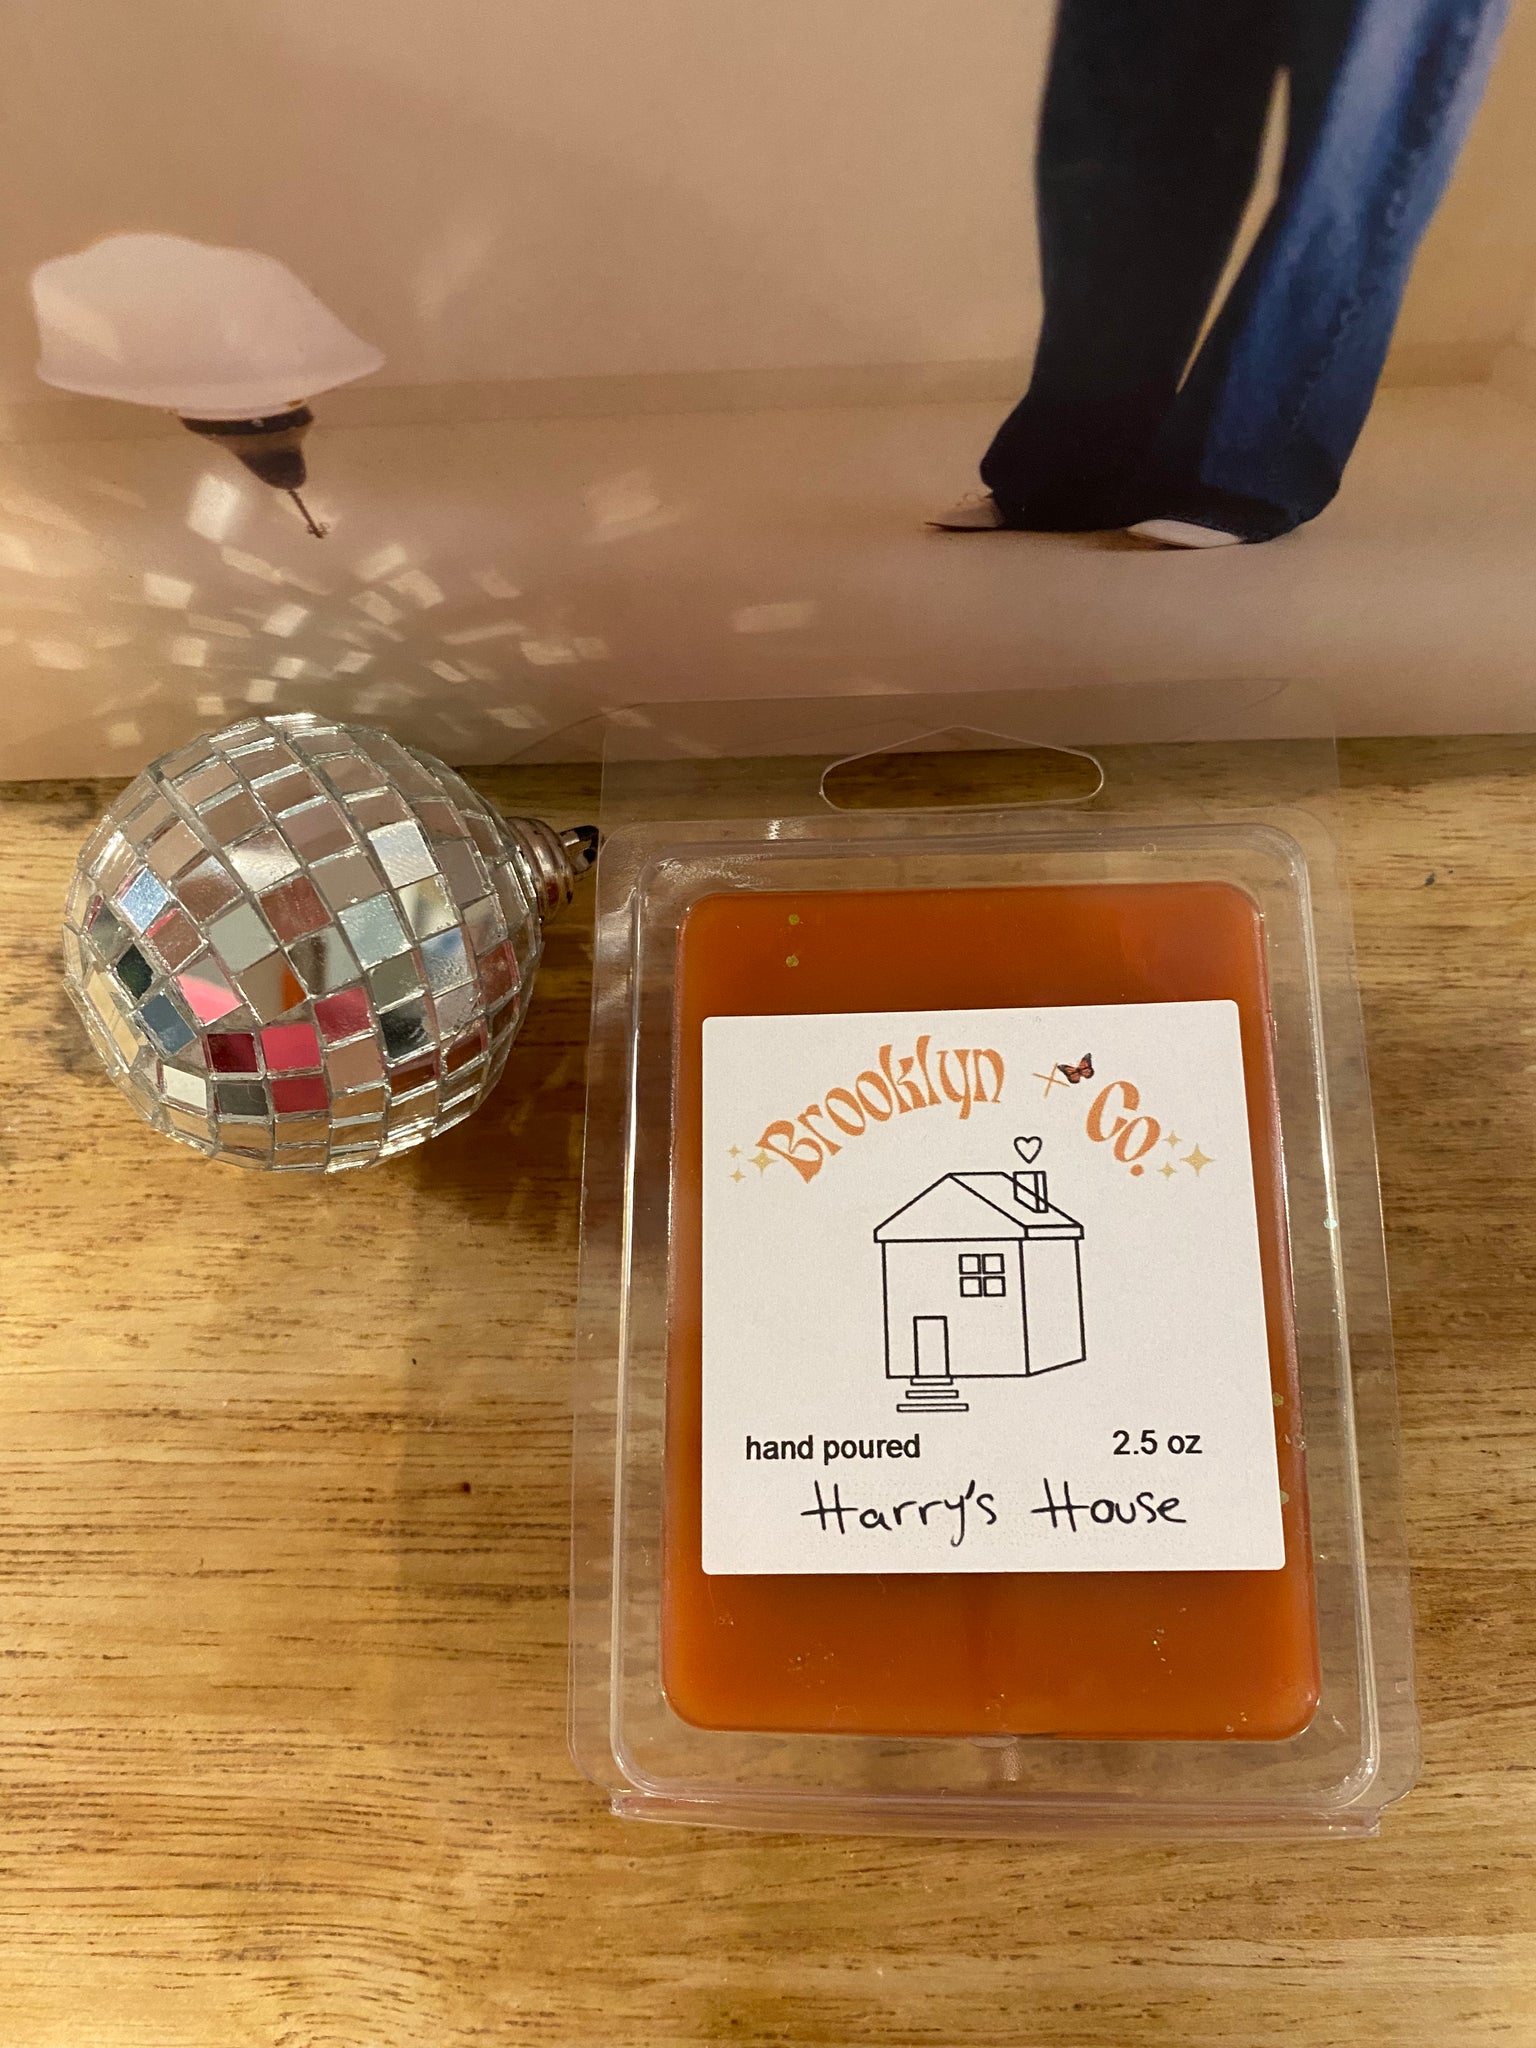 Brooklyn x Co.
hand poured 2.5 oz
Harry's House